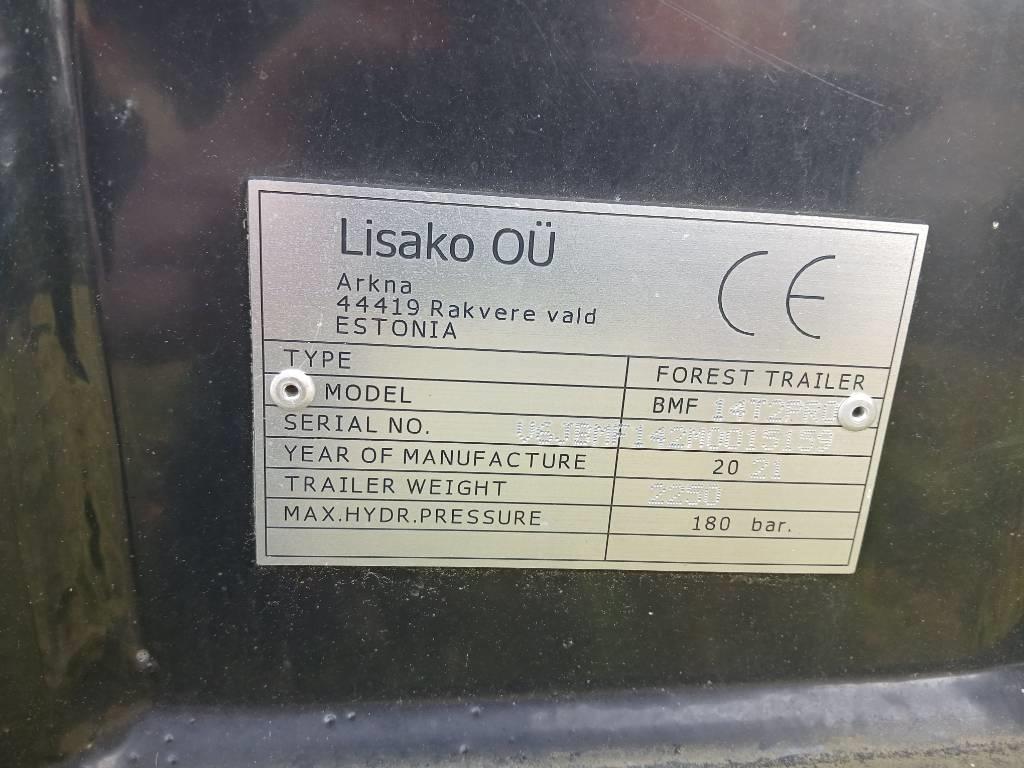 Lisako OÜ
Arkna
44419 Rakvere vald
ESTONIA
CE
TYPE FOREST TRAILER
MODEL BMF
SERIAL NO.
YEAR OF MANUFACTURE 20 21
TRAILER WEIGHT 2250
MAX.HYDR.PRESSURE 180 bar.